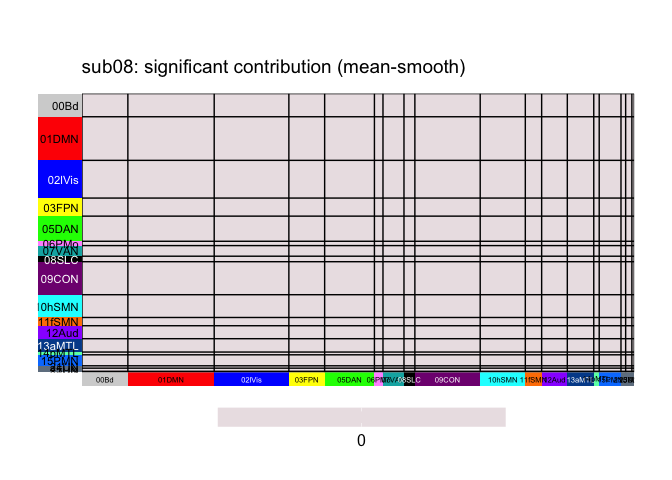 sub08: significant contribution (mean-smooth)
00Bd
01DMN
02lVis
03FPN
05DAN
06PMo
07VAN
08SLC
09CON
10hSMN
11fSMN
12Aud
13aMTL
15PMN
00Bd 01DMN 02lVis 03FPN 05DAN 08SLC 09CON 10hSMN 11fSMN 12Aud
0